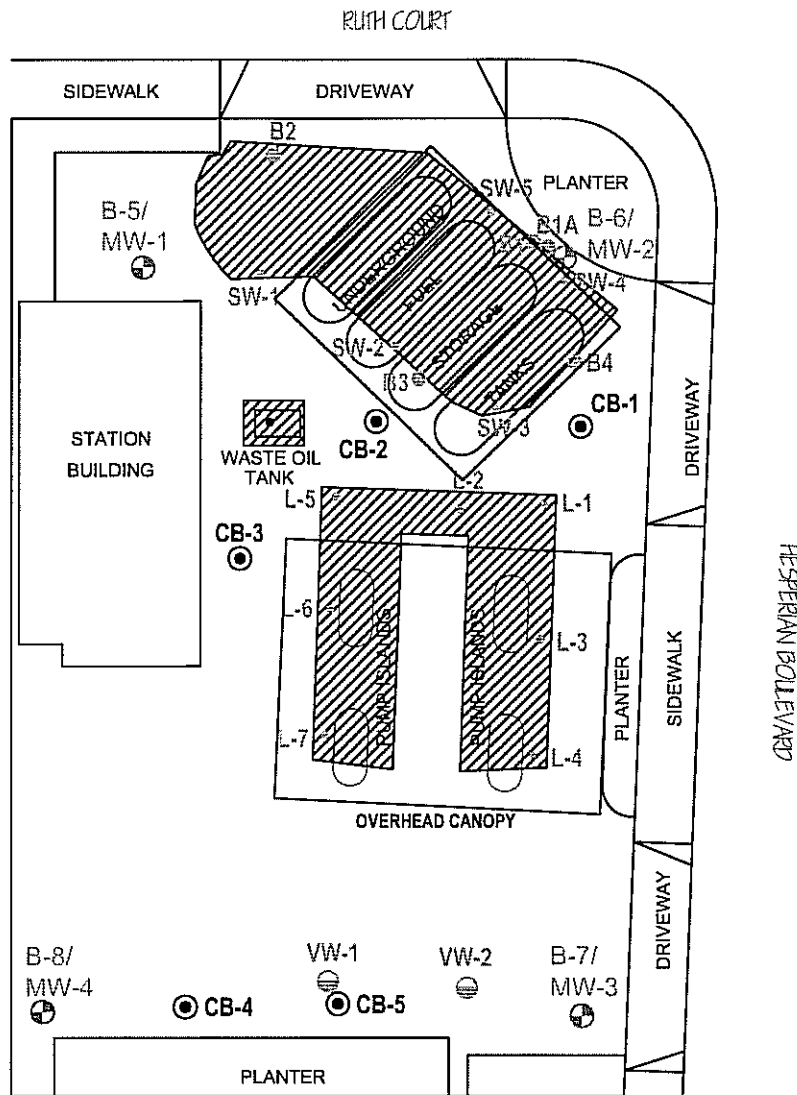 RUTH COURT
SIDEWALK
DRIVEWAY
B2
SW-5
PLANTER
B-5/
MW-1
B1A
B-6/
MW-2
SW-4
SW-1
UNDERGROUND
FUEL
STORAGE
TANKS
SW-2
B3
B4
SW-3
CB-1
CB-2
DRIVEWAY
STATION
BUILDING
WASTE OIL
TANK
L-5
L-2
L-1
CB-3
HESPERIAN BOULEVARD
L-6
PUMP ISLANDS
PUMP ISLANDS
L-3
PLANTER
SIDEWALK
L-7
L-4
OVERHEAD CANOPY
DRIVEWAY
B-8/
MW-4
VW-1
VW-2
B-7/
MW-3
CB-4
CB-5
PLANTER